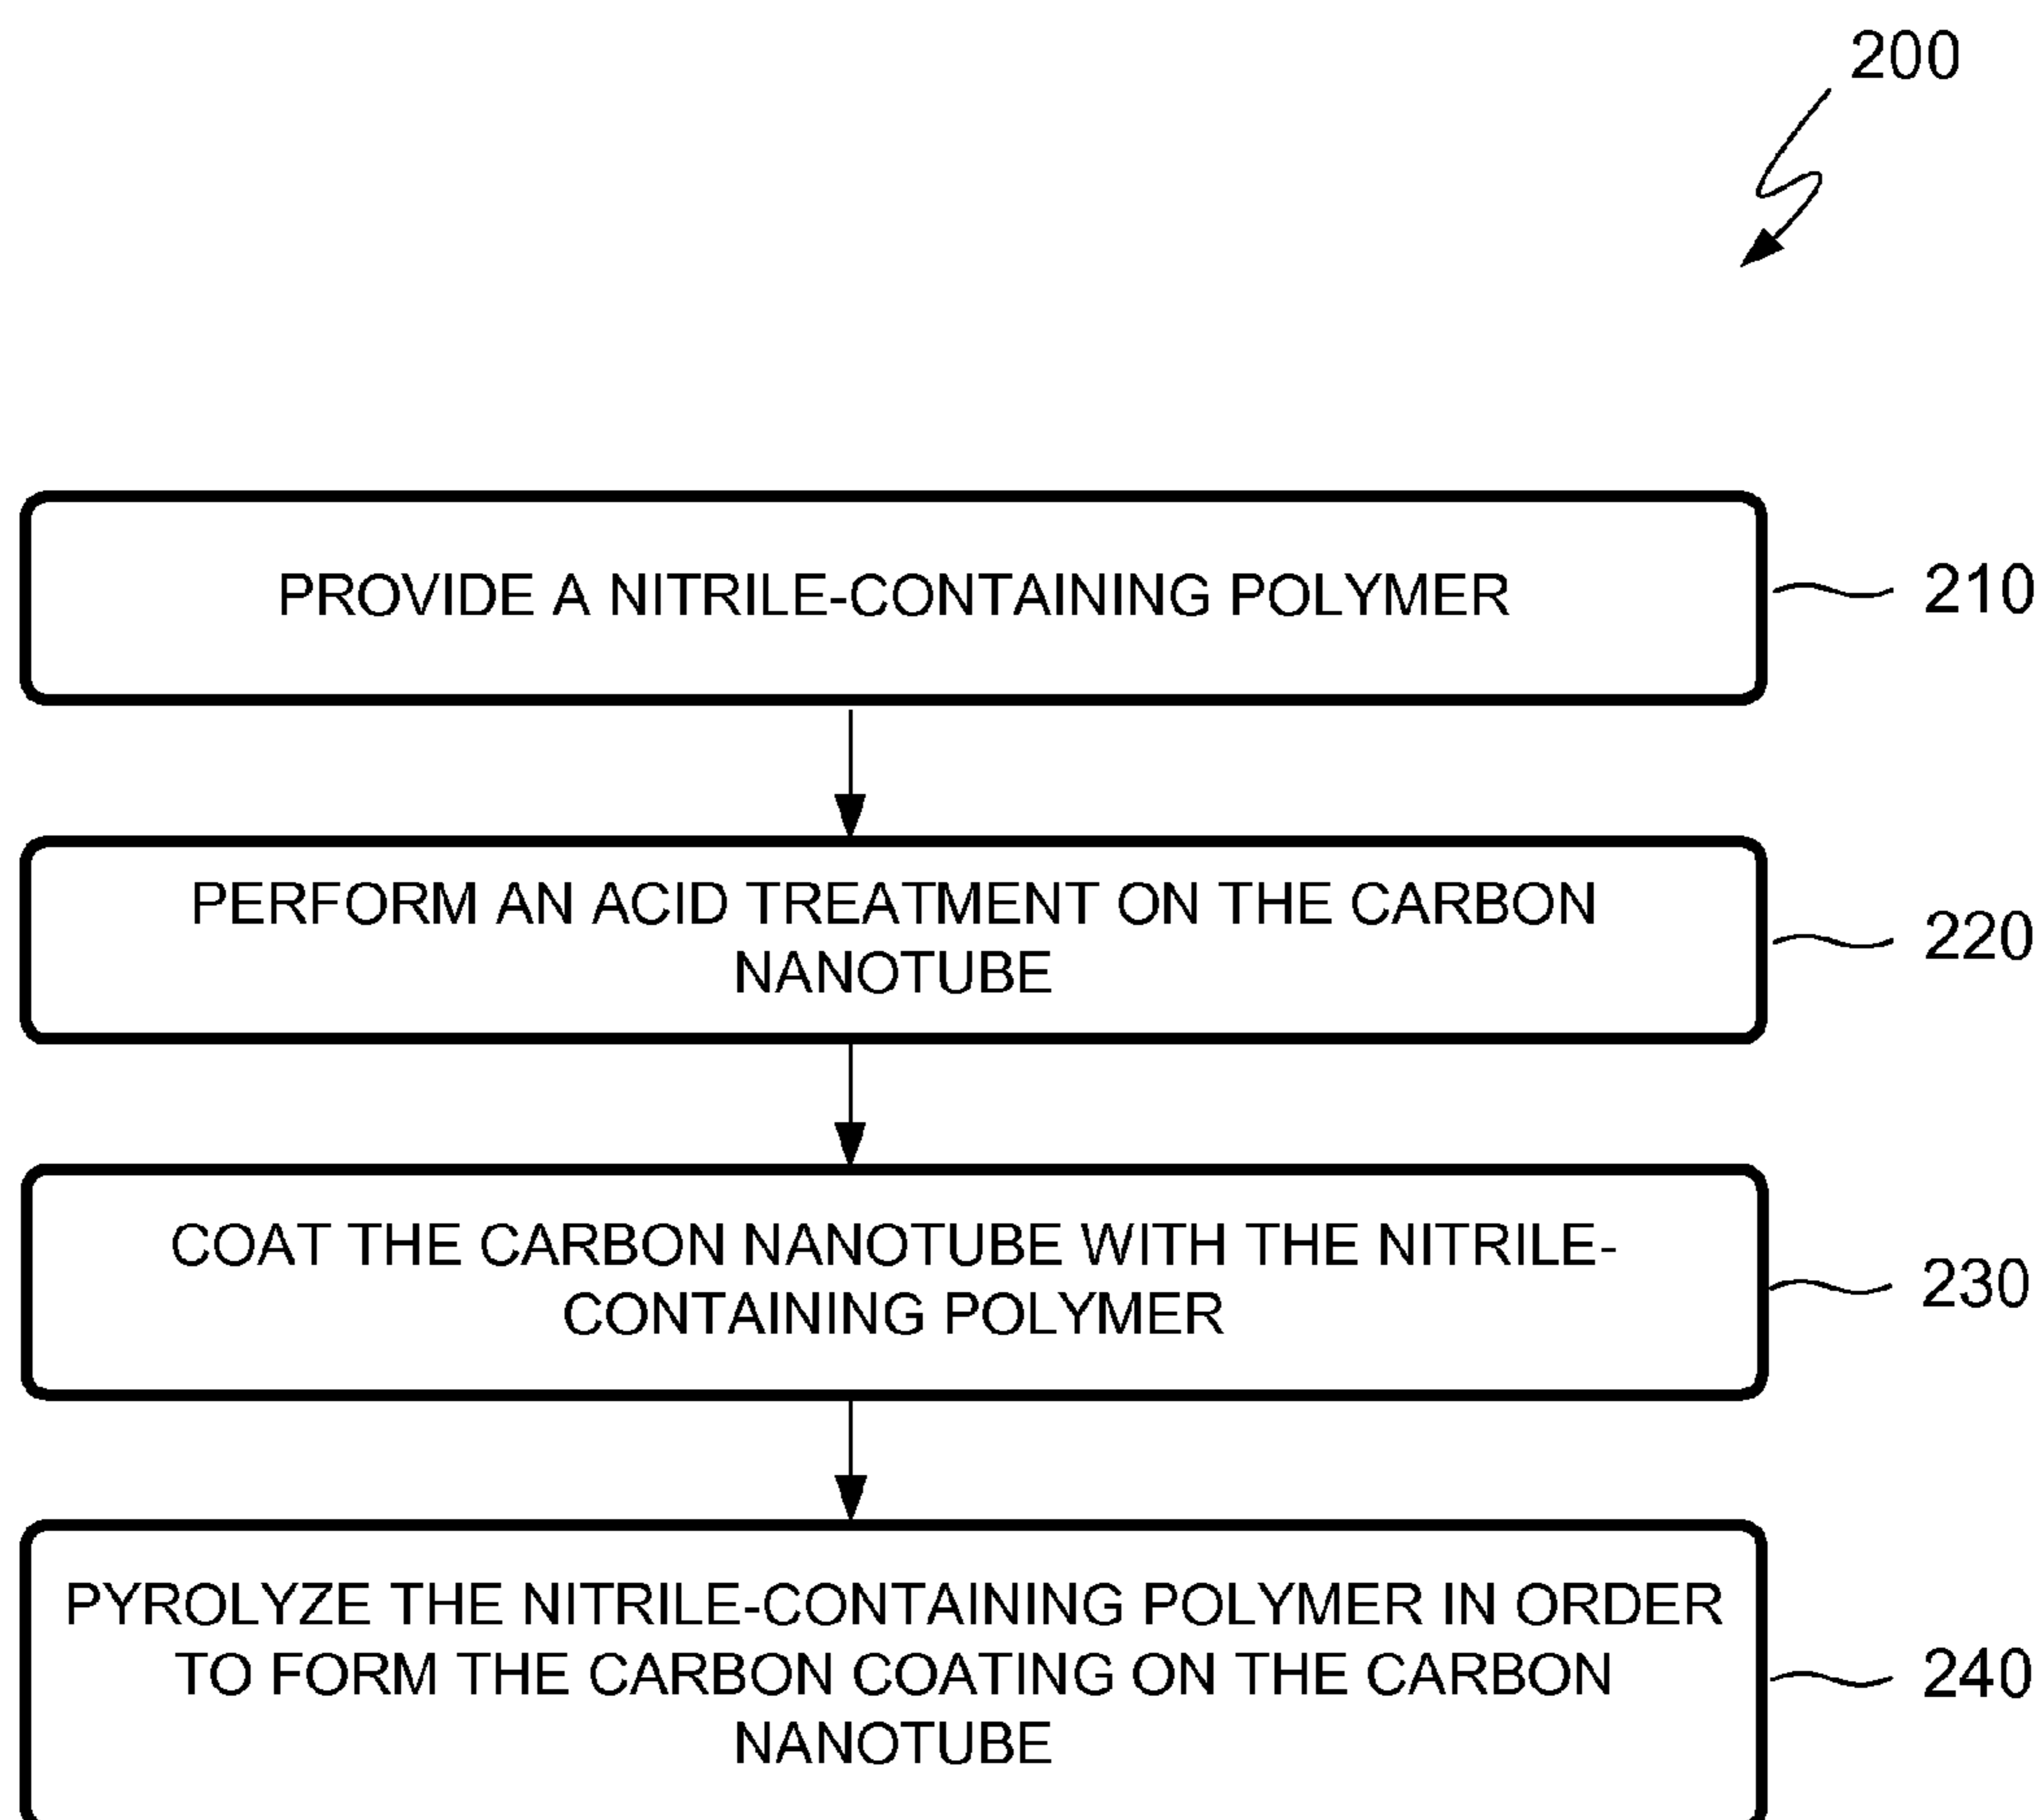 200
PROVIDE A NITRILE-CONTAINING POLYMER
210
PERFORM AN ACID TREATMENT ON THE CARBON
NANOTUBE
220
COAT THE CARBON NANOTUBE WITH THE NITRILE-
CONTAINING POLYMER
230
PYROLYZE THE NITRILE-CONTAINING POLYMER IN ORDER
TO FORM THE CARBON COATING ON THE CARBON
NANOTUBE
240